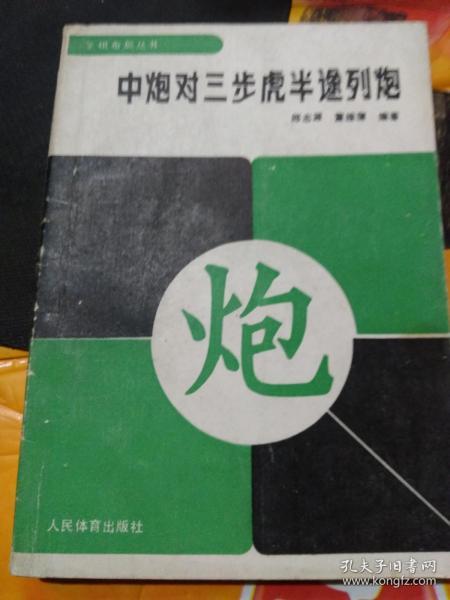 象棋布局丛书
中炮对三步虎半途列炮
编著
炮
人民体育出版社
孔夫子旧书网
www.kongfz.com